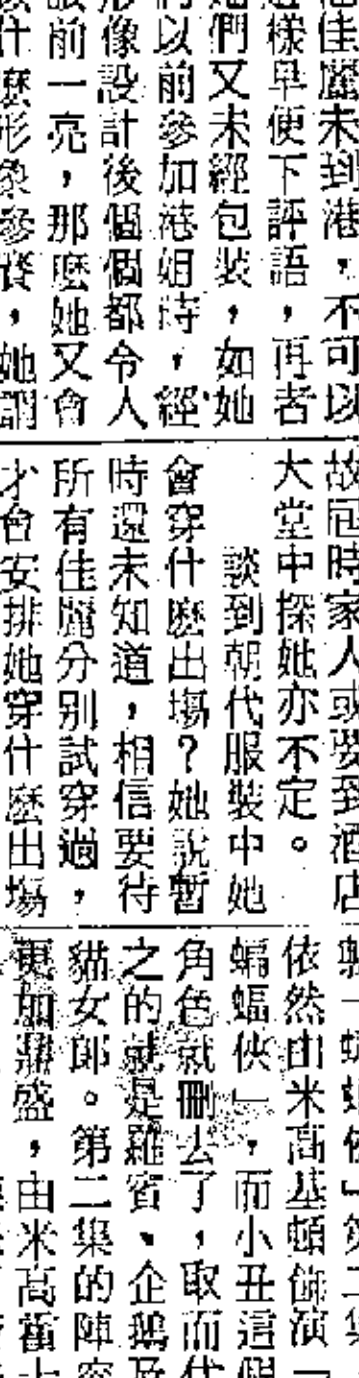 佳麗未到港，不可以
這樣早便下評語，再者
她們又未經包裝，如她
們以前參加港姐時，經
形像設計後個個都令人
眼前一亮，那麼她又會
什麼形象參賽，她謂
故屆時家人或要到酒店
大堂中探她亦不定。
談到朝代服裝中她
會穿什麼出場？她說暫
時還未知道，相信要待
所有佳麗分別試穿過，
才會安排她穿什麼出場
依然由米高基頓飾演「
蝙蝠俠」，而小丑這個
角色就刪去了，取而代
之的就是羅賓、企鵝及
貓女郎。第二集的陣容
更加鼎盛，由米高霍